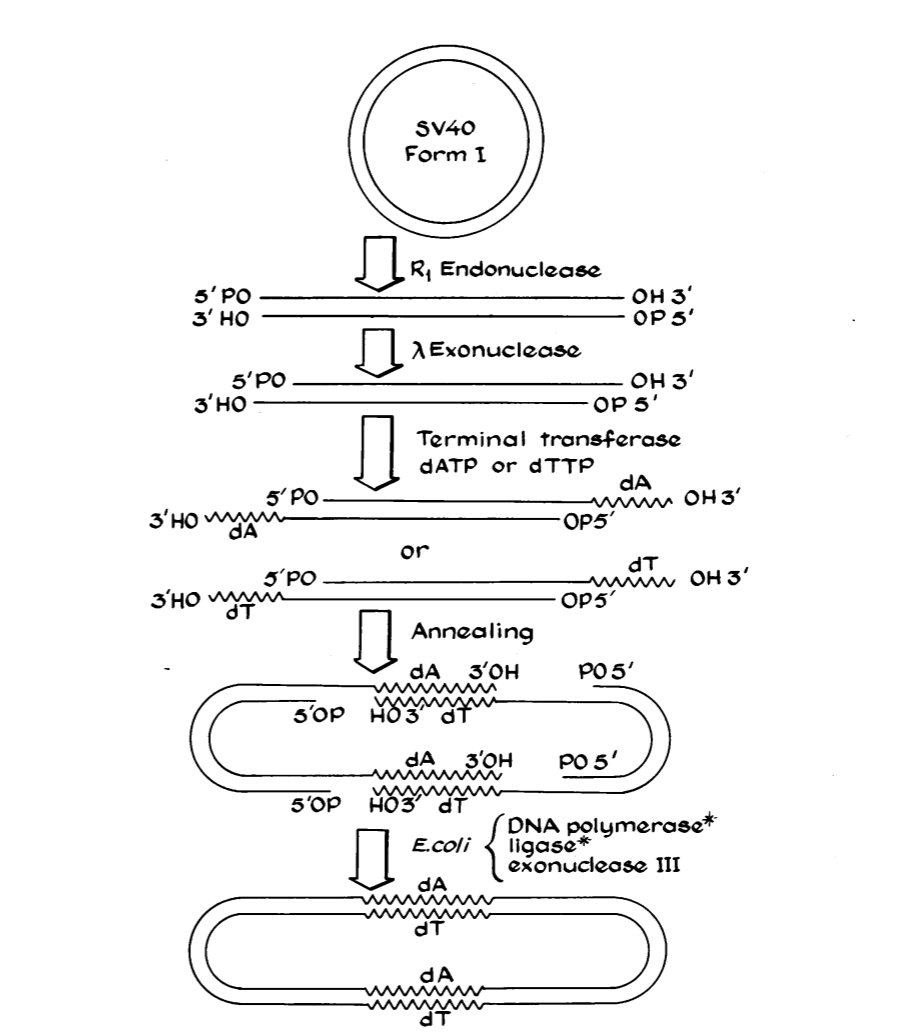 SV40
Form I
R₁ Endonuclease
5' PO OH 3'
3' HO OP 5'
λ Exonuclease
5'PO OH 3'
3'HO OP 5'
Terminal transferase
dATP or dTTP
dA
5' PO OH 3'
3'HO OP5'
dA
or
dT
5'PO OH 3'
3'HO OP5'
dT
Annealing
dA 3'OH PO 5'
5'OP HO 3' dT
dA 3'OH PO 5'
5'OP HO3' dT
E.coli { DNA polymerase*
ligase*
exonuclease III
dA
dT
dA
dT